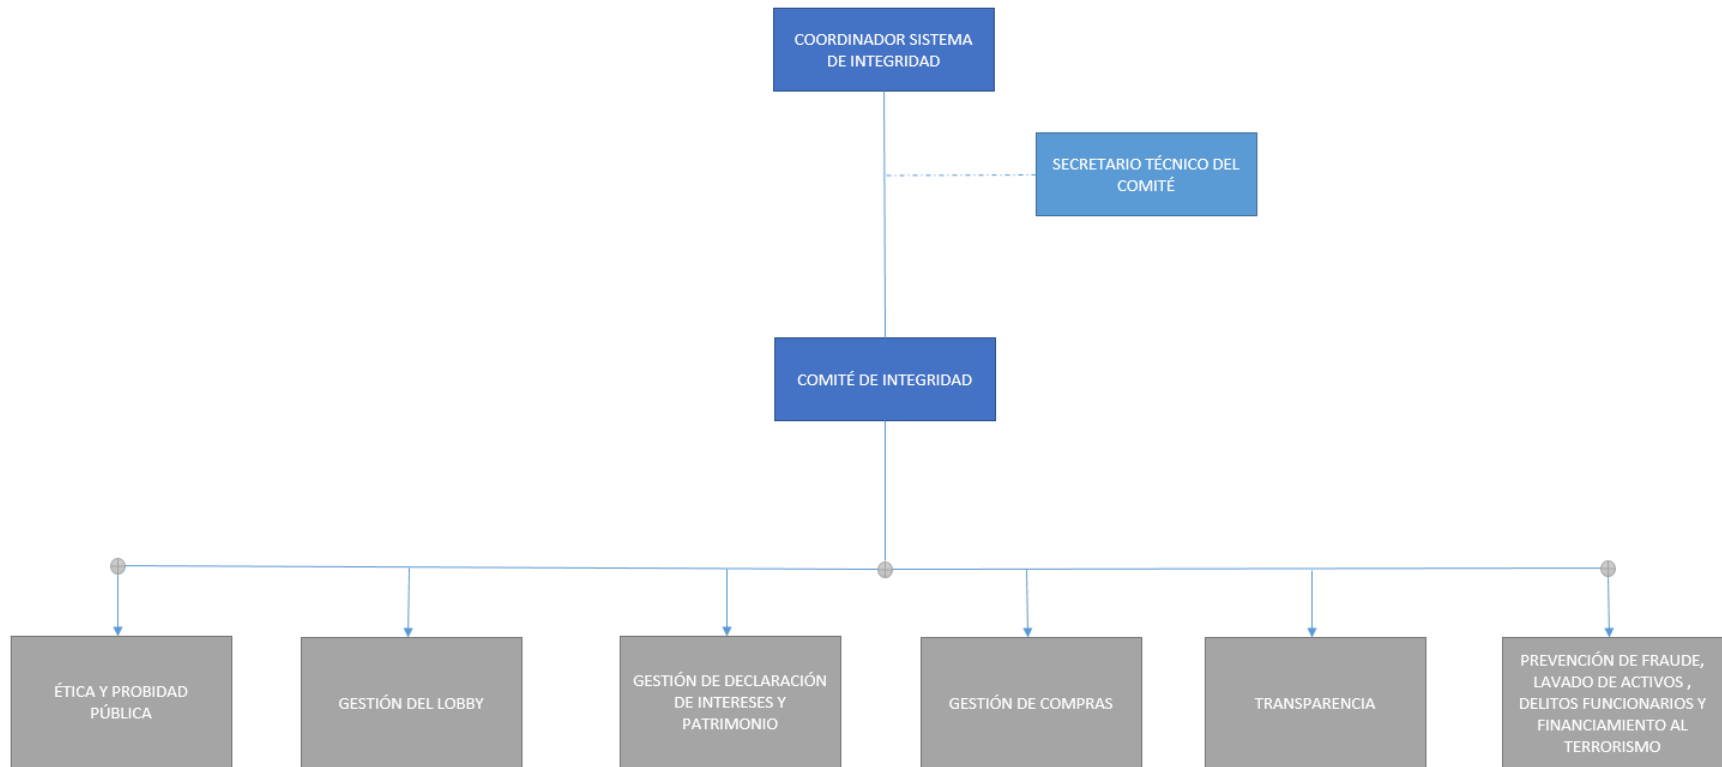 COORDINADOR SISTEMA
DE INTEGRIDAD
SECRETARIO TÉCNICO DEL
COMITÉ
COMITÉ DE INTEGRIDAD
ÉTICA Y PROBIDAD
PÚBLICA
GESTIÓN DEL LOBBY
GESTIÓN DE DECLARACIÓN
DE INTERESES Y
PATRIMONIO
GESTIÓN DE COMPRAS
TRANSPARENCIA
PREVENCIÓN DE FRAUDE,
LAVADO DE ACTIVOS ,
DELITOS FUNCIONARIOS Y
FINANCIAMIENTO AL
TERRORISMO